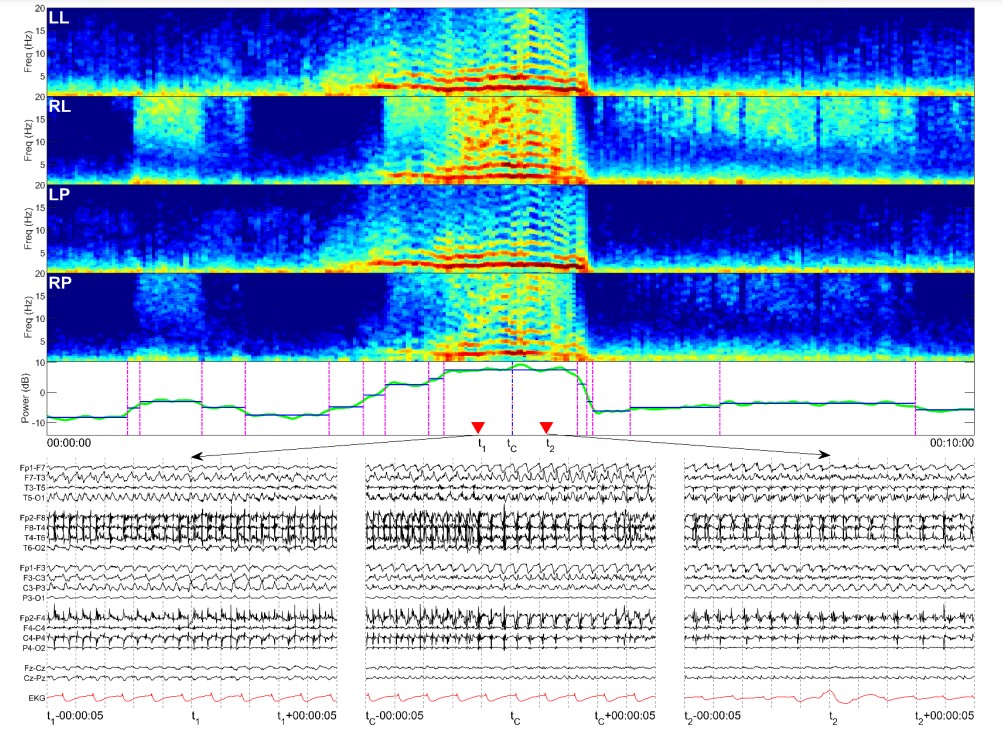 20
LL
15
10
5
Freq (Hz)
20
RL
15
10
5
Freq (Hz)
20
LP
15
10
5
Freq (Hz)
20
RP
15
10
5
Freq (Hz)
10
0
-10
Power (dB)
00:00:00
t1
tC
t2
00:10:00
Fp1-F7
F7-T3
T3-T5
T5-O1
Fp2-F8
F8-T4
T4-T6
T6-O2
Fp1-F3
F3-C3
C3-P3
P3-O1
Fp2-F4
F4-C4
C4-P4
P4-O2
Fz-Cz
Cz-Pz
EKG
t1-00:00:05 t1 t1+00:00:05 tC-00:00:05 tC tC+00:00:05 t2-00:00:05 t2 t2+00:00:05